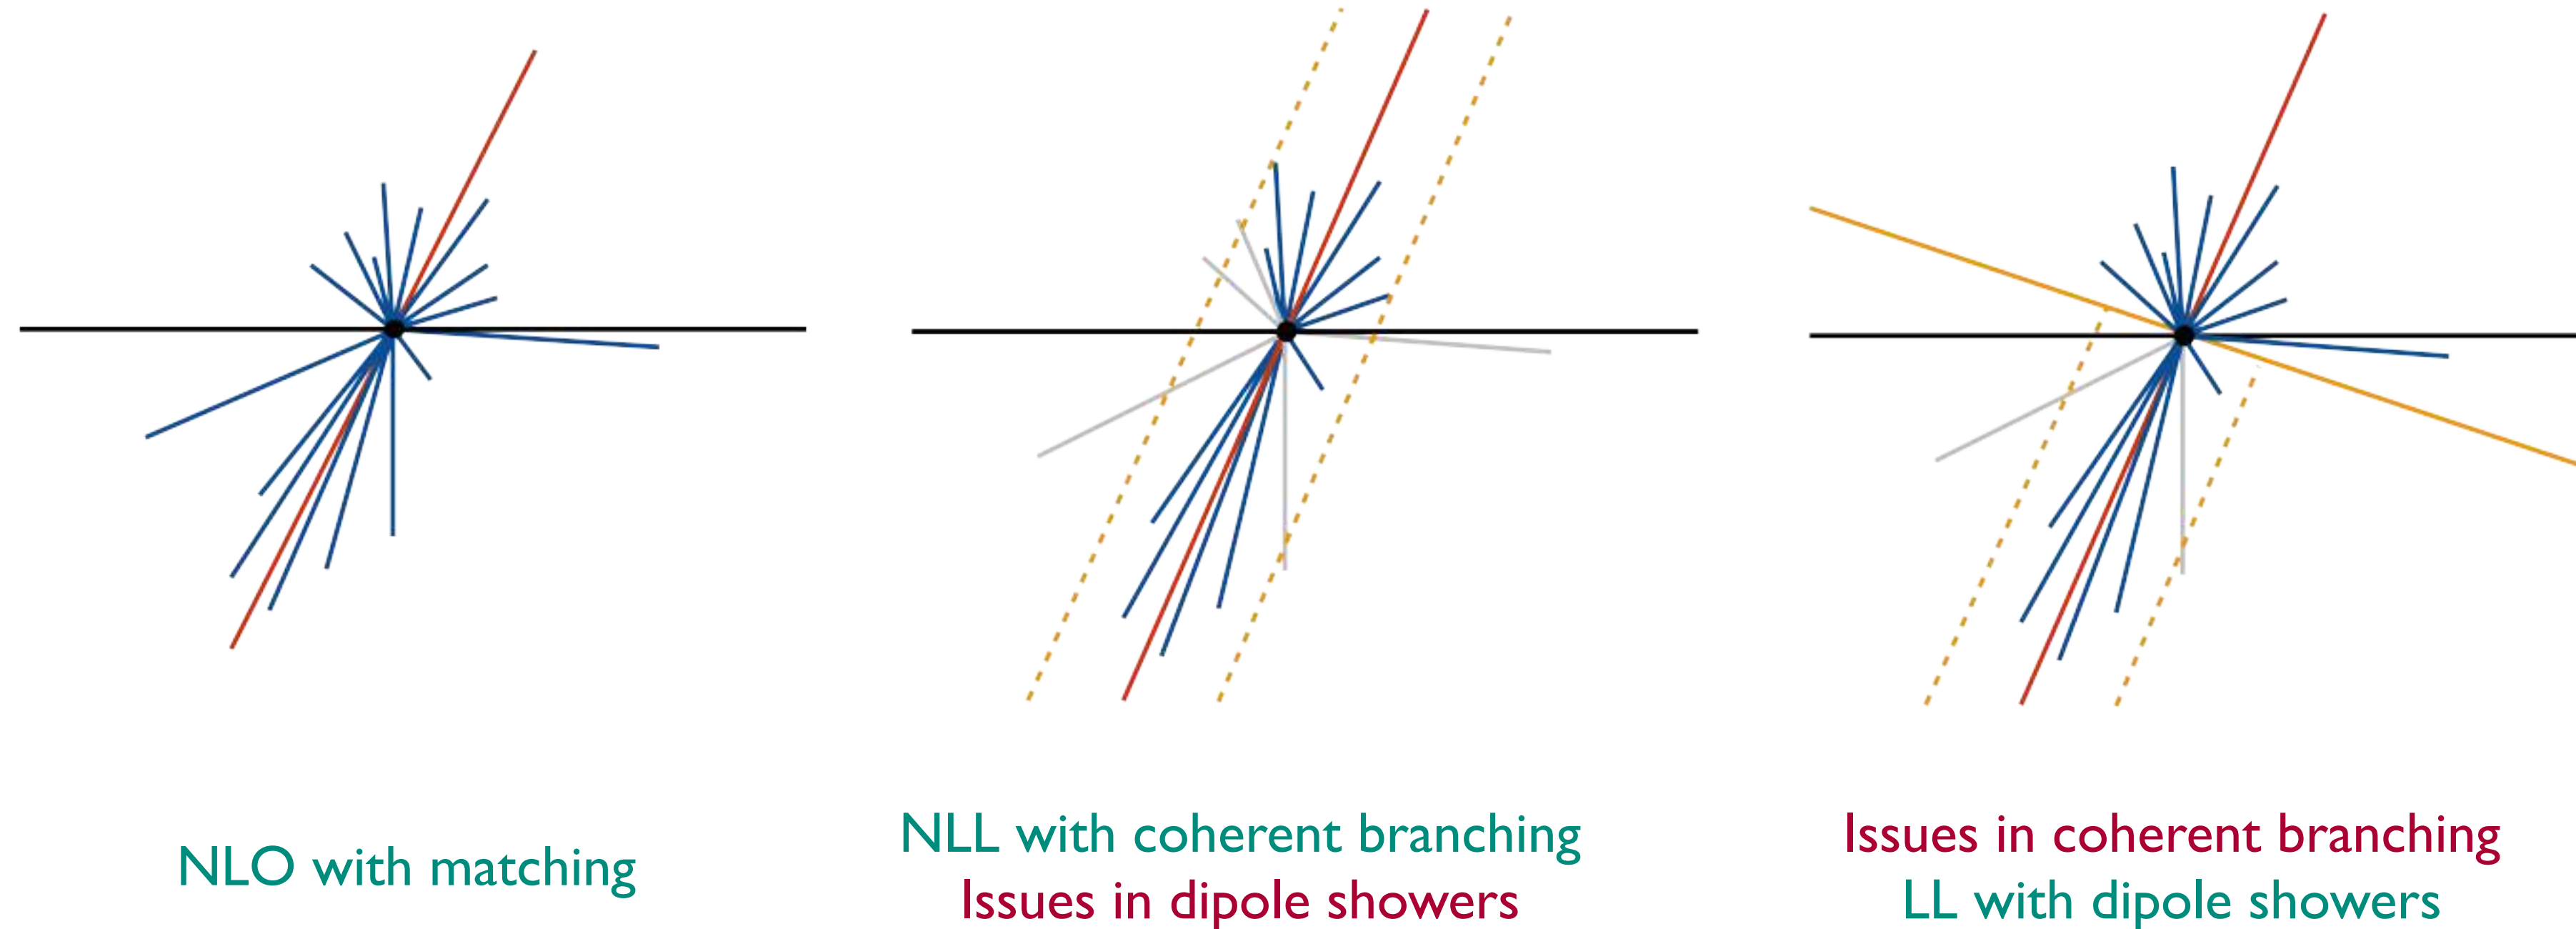 NLO with matching
NLL with coherent branching
Issues in dipole showers
Issues in coherent branching
LL with dipole showers